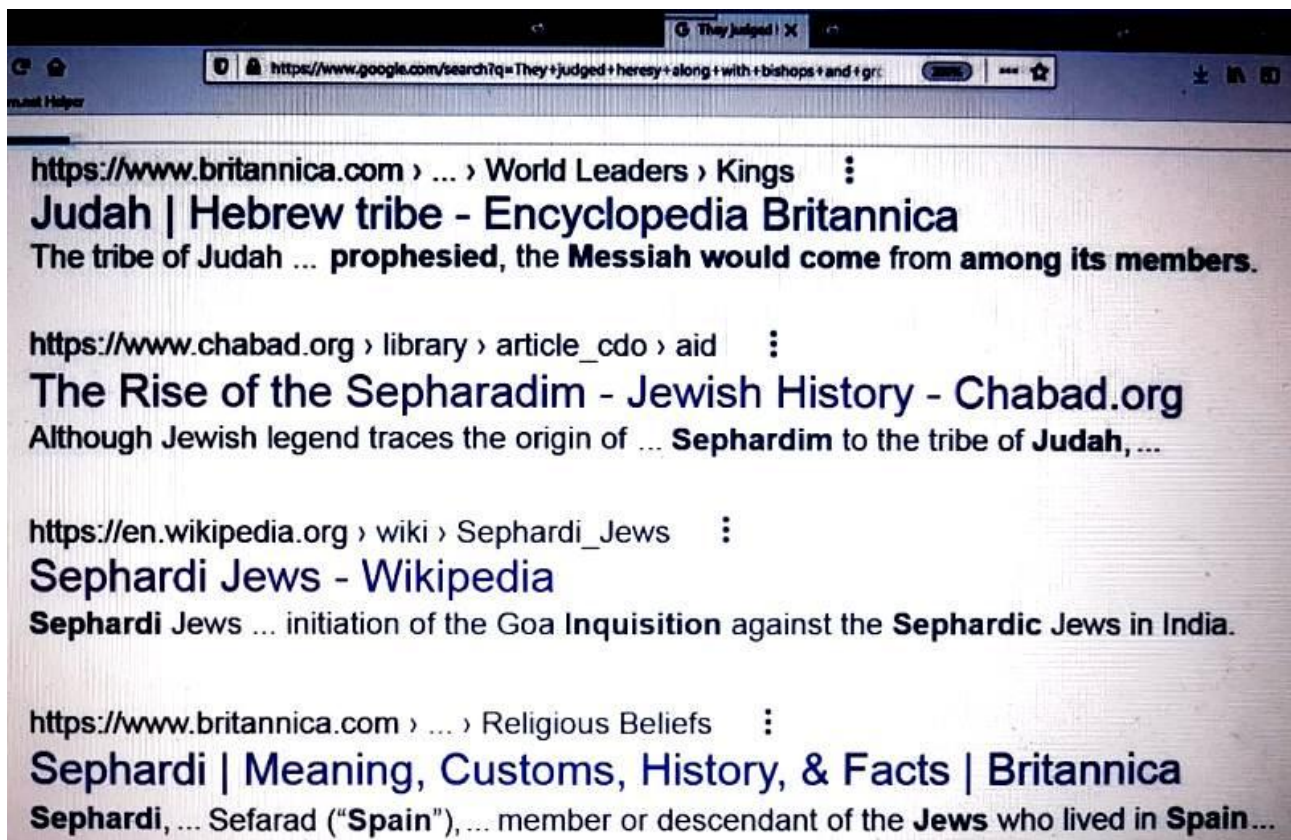 They judged
https://www.google.com/search?q=They+judged+heresy+along+with+bishops+and+gr
Helper
https://www.britannica.com › ... › World Leaders › Kings
Judah | Hebrew tribe - Encyclopedia Britannica
The tribe of Judah ... prophesied, the Messiah would come from among its members.
https://www.chabad.org › library › article_cdo › aid
The Rise of the Sepharadim - Jewish History - Chabad.org
Although Jewish legend traces the origin of ... Sephardim to the tribe of Judah, ...
https://en.wikipedia.org › wiki › Sephardi_Jews
Sephardi Jews - Wikipedia
Sephardi Jews ... initiation of the Goa Inquisition against the Sephardic Jews in India.
https://www.britannica.com › ... › Religious Beliefs
Sephardi | Meaning, Customs, History, & Facts | Britannica
Sephardi, ... Sefarad ("Spain"), ... member or descendant of the Jews who lived in Spain...